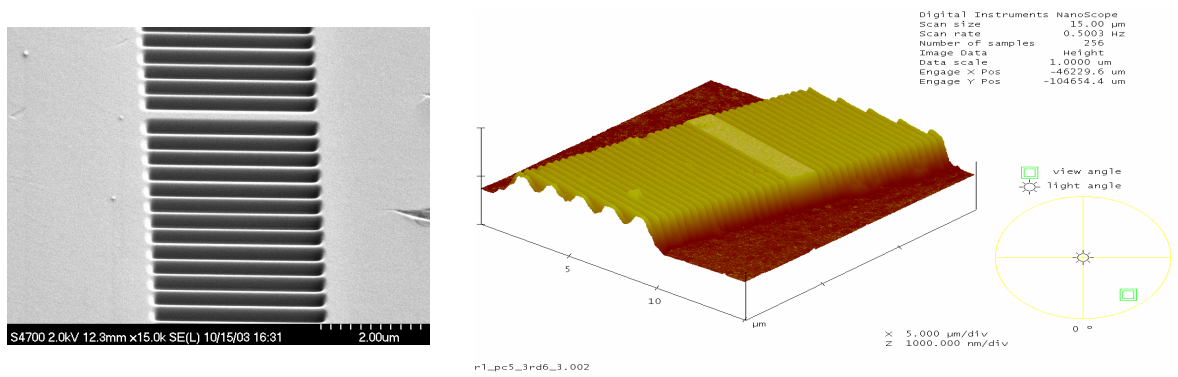 S4700 2.0kV 12.3mm x15.0k SE(L) 10/15/03 16:31 2.00um
Digital Instruments NanoScope
Scan size 15.00 µm
Scan rate 0.5003 Hz
Number of samples 256
Image Data Height
Data scale 1.0000 um
Engage X Pos -46229.6 um
Engage Y Pos -104654.4 um
view angle
light angle
5
10
µm
0 °
X 5.000 µm/div
Z 1000.000 nm/div
r1_pc5_3rd6_3.002